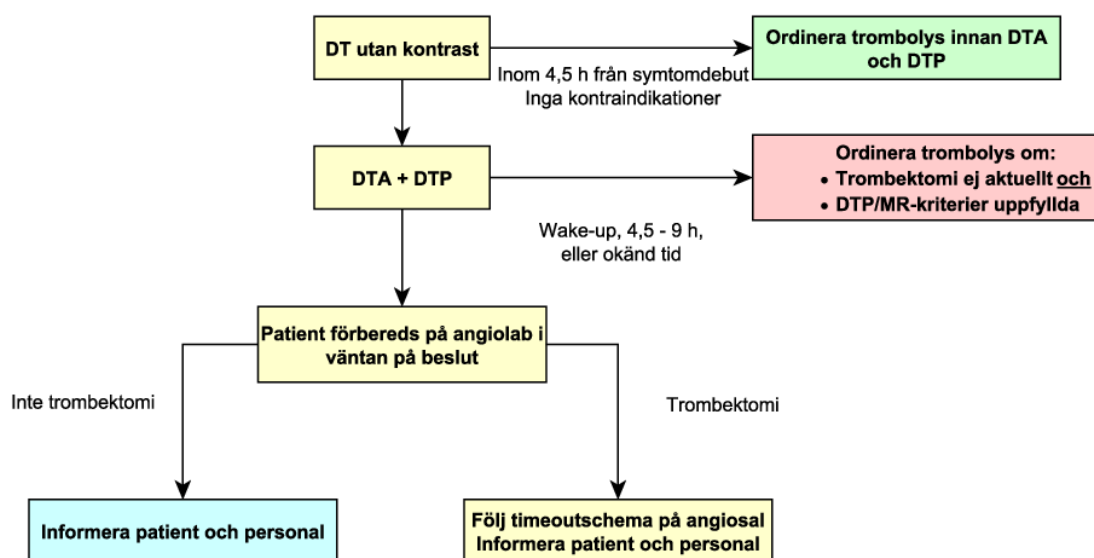 DT utan kontrast
Ordinera trombolys innan DTA
och DTP
Inom 4,5 h från symtomdebut
Inga kontraindikationer
DTA + DTP
Ordinera trombolys om:
• Trombektomi ej aktuellt och
• DTP/MR-kriterier uppfyllda
Wake-up, 4,5 - 9 h,
eller okänd tid
Patient förbereds på angiolab i
väntan på beslut
Inte trombektomi
Trombektomi
Informera patient och personal
Följ timeoutschema på angiosal
Informera patient och personal